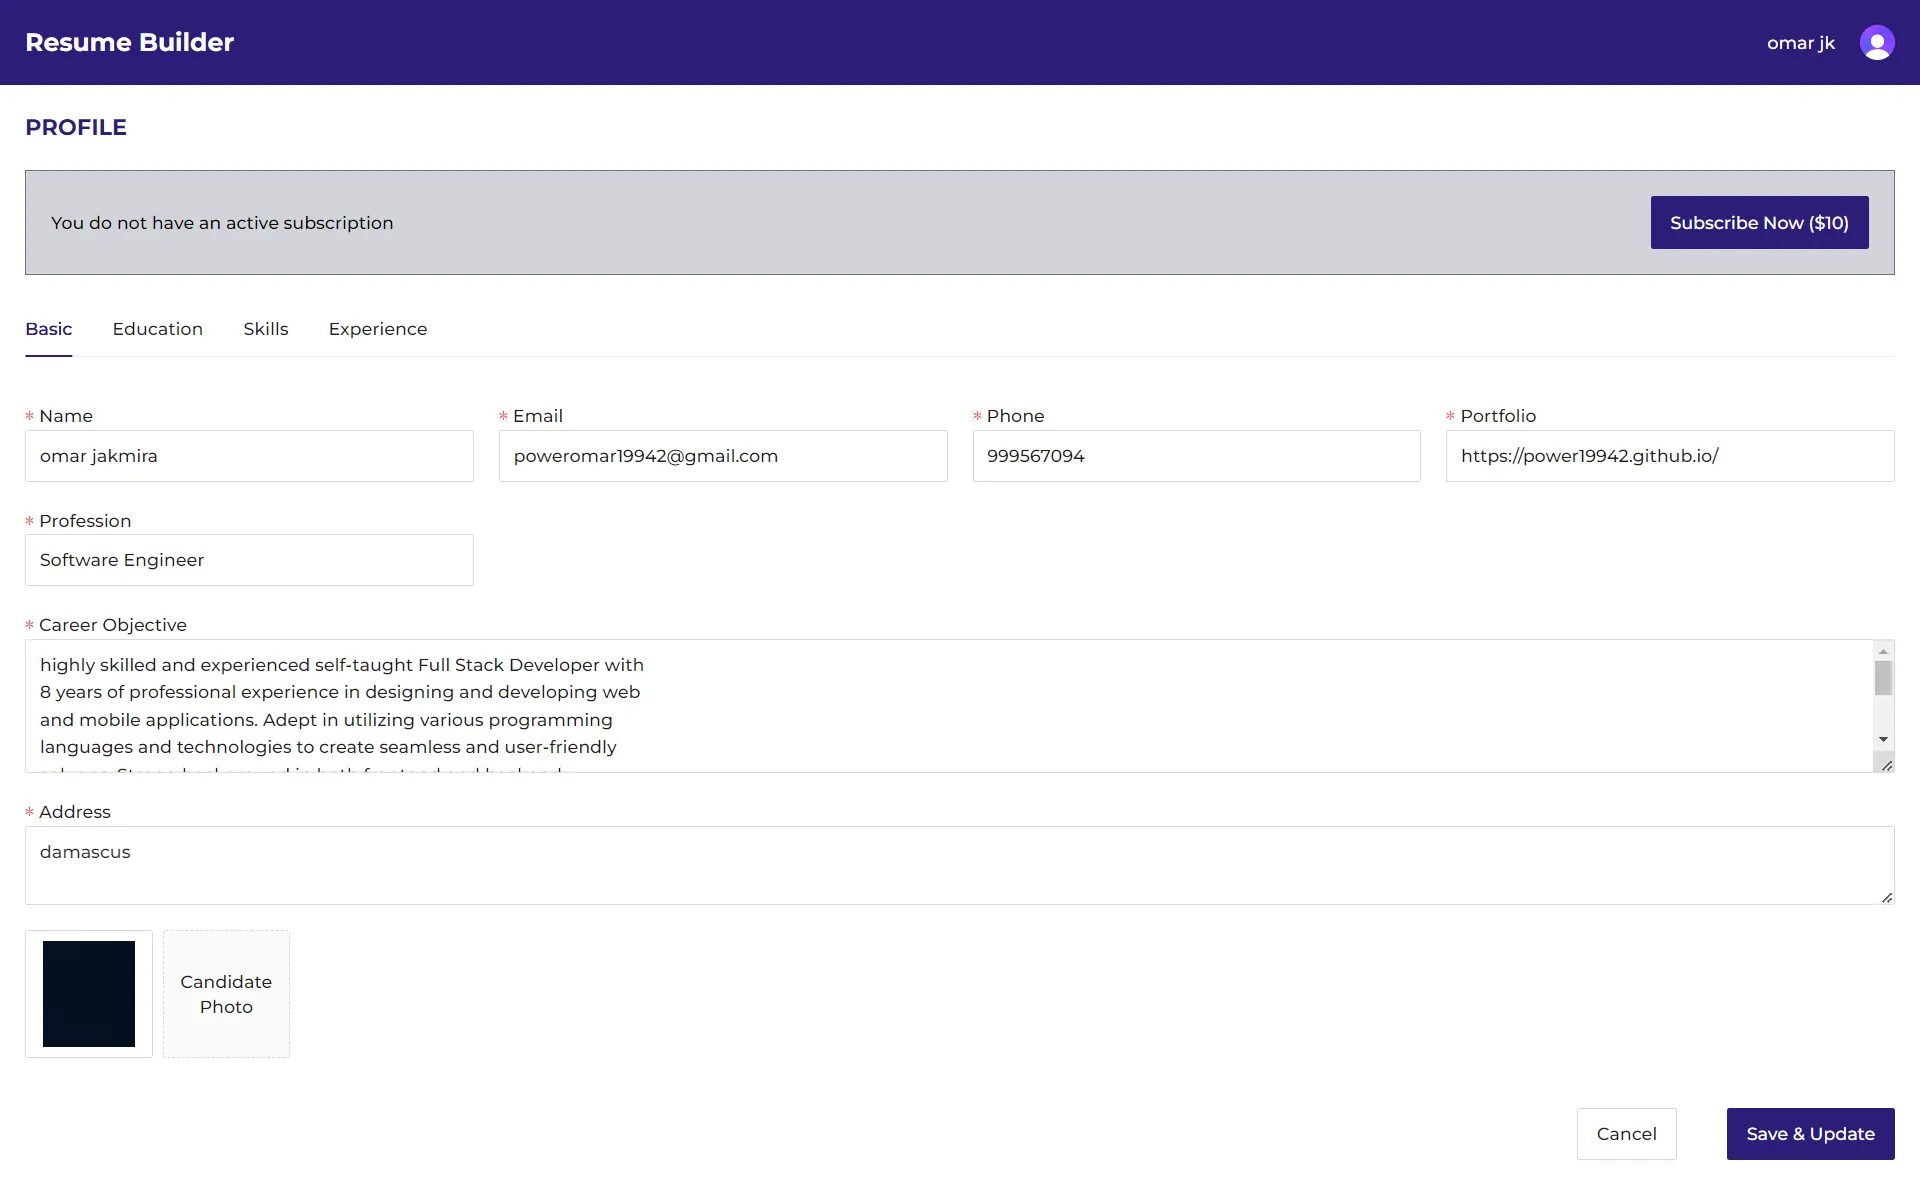 Resume Builder
omar jk
PROFILE
You do not have an active subscription
Subscribe Now ($10)
Basic
Education
Skills
Experience
* Name
* Email
* Phone
* Portfolio
omar jakmira
poweromar19942@gmail.com
999567094
https://power19942.github.io/
* Profession
Software Engineer
* Career Objective
highly skilled and experienced self-taught Full Stack Developer with
8 years of professional experience in designing and developing web
and mobile applications. Adept in utilizing various programming
languages and technologies to create seamless and user-friendly
* Address
damascus
Candidate
Photo
Cancel
Save & Update